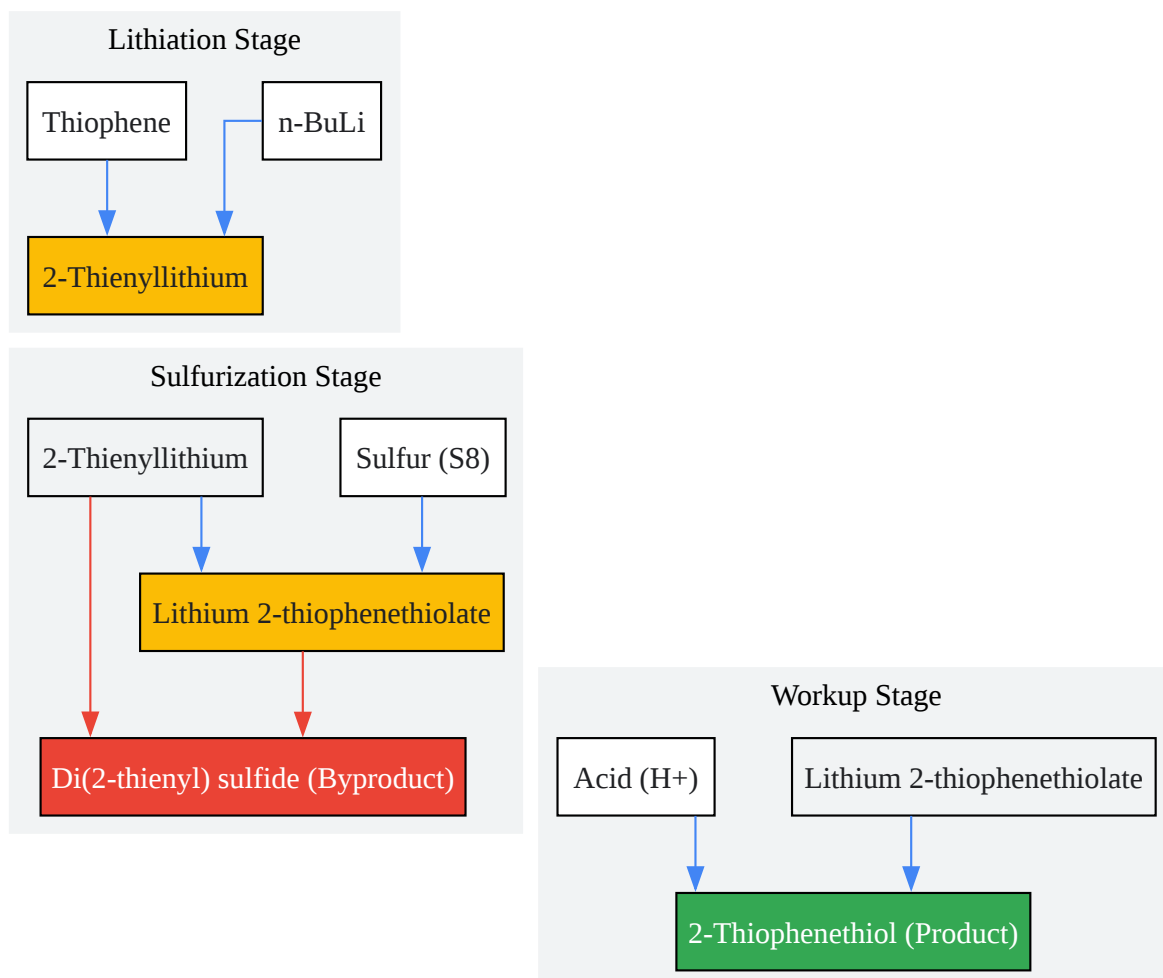 Lithiation Stage
Thiophene
n-BuLi
2-Thienyllithium
Sulfurization Stage
2-Thienyllithium
Sulfur (S8)
Lithium 2-thiophenethiolate
Di(2-thienyl) sulfide (Byproduct)
Workup Stage
Acid (H+)
Lithium 2-thiophenethiolate
2-Thiophenethiol (Product)